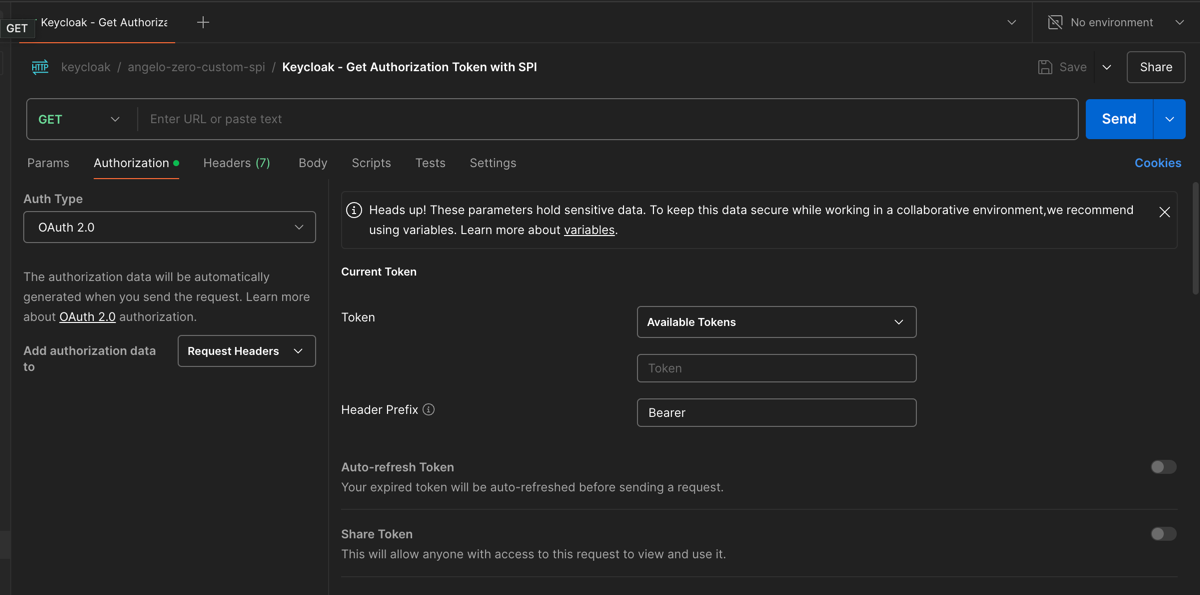 GET
Keycloak - Get Authoriza
No environment
HTTP keycloak / angelo-zero-custom-spi / Keycloak - Get Authorization Token with SPI
Save
Share
GET
Enter URL or paste text
Send
Params
Authorization
Headers (7)
Body
Scripts
Tests
Settings
Cookies
Auth Type
OAuth 2.0
The authorization data will be automatically
generated when you send the request. Learn more
about OAuth 2.0 authorization.
Add authorization data
to
Request Headers
Heads up! These parameters hold sensitive data. To keep this data secure while working in a collaborative environment,we recommend
using variables. Learn more about variables.
Current Token
Token
Available Tokens
Token
Header Prefix
Bearer
Auto-refresh Token
Your expired token will be auto-refreshed before sending a request.
Share Token
This will allow anyone with access to this request to view and use it.